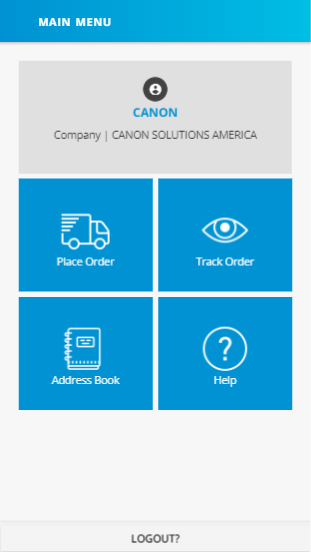 MAIN MENU
CANON
Company | CANON SOLUTIONS AMERICA
Place Order
Track Order
Address Book
?
Help
LOGOUT?